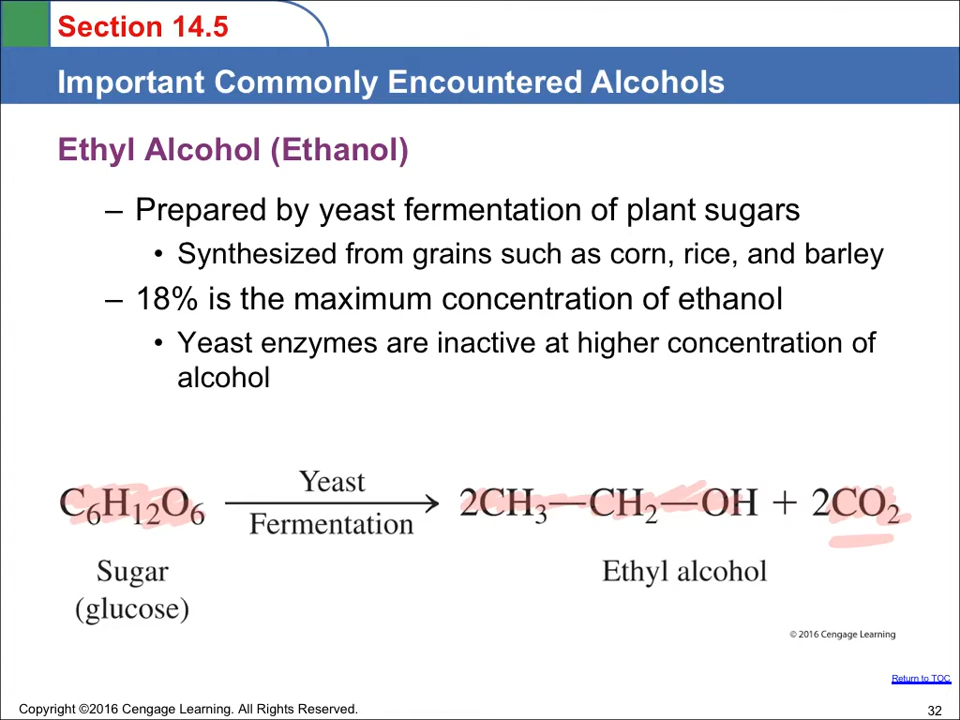 Section 14.5
Important Commonly Encountered Alcohols
Ethyl Alcohol (Ethanol)
– Prepared by yeast fermentation of plant sugars
• Synthesized from grains such as corn, rice, and barley
– 18% is the maximum concentration of ethanol
• Yeast enzymes are inactive at higher concentration of
alcohol
Yeast
C₆H₁₂O₆ ⟶ 2CH₃—CH₂—OH + 2CO₂
Fermentation
Sugar Ethyl alcohol
(glucose)
© 2016 Cengage Learning
Return to TOC
Copyright ©2016 Cengage Learning. All Rights Reserved. 32